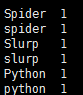 Spider 1
spider 1
Slurp 1
slurp 1
Python 1
python 1